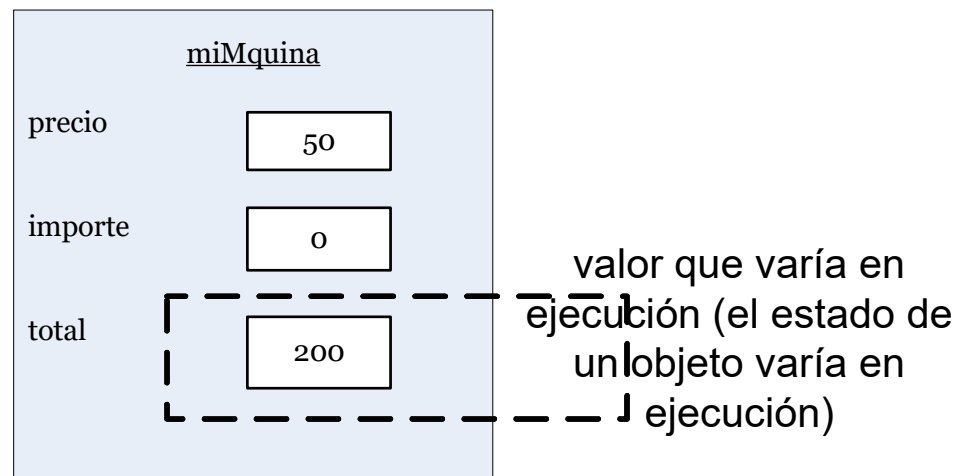 miMquina
precio
50
importe
0
total
200
valor que varía en
ejecución (el estado de
un objeto varía en
ejecución)